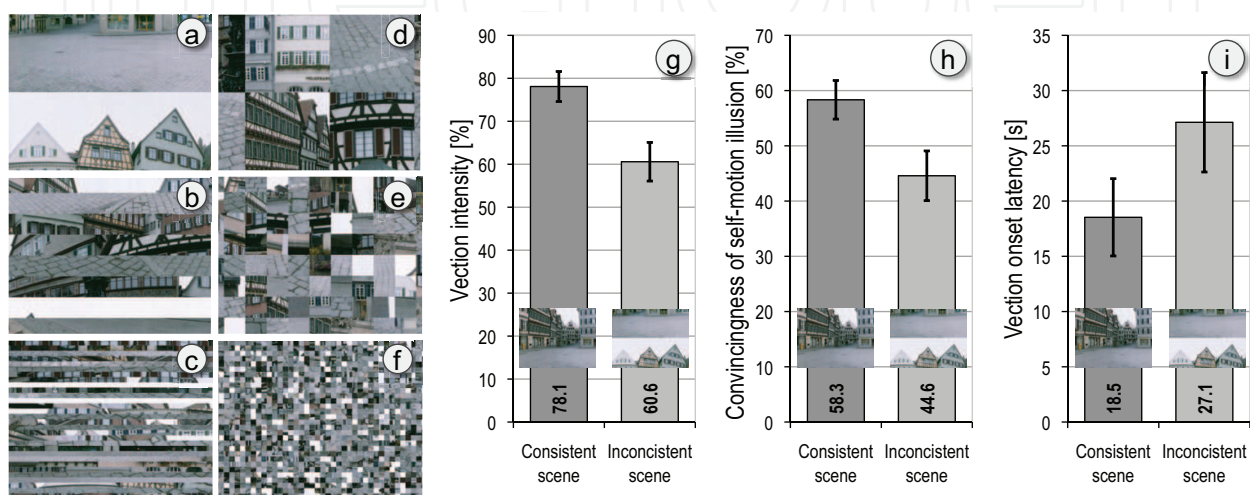 a
d
b
e
c
f
g
Vection intensity [%]
90
80
70
60
50
40
30
20
10
0
78.1
60.6
Consistent scene
Inconcistent scene
h
Convincingness of self-motion illusion [%]
70
60
50
40
30
20
10
0
58.3
44.6
Consistent scene
Inconcistent scene
i
Vection onset latency [s]
35
30
25
20
15
10
5
0
18.5
27.1
Consistent scene
Inconcistent scene